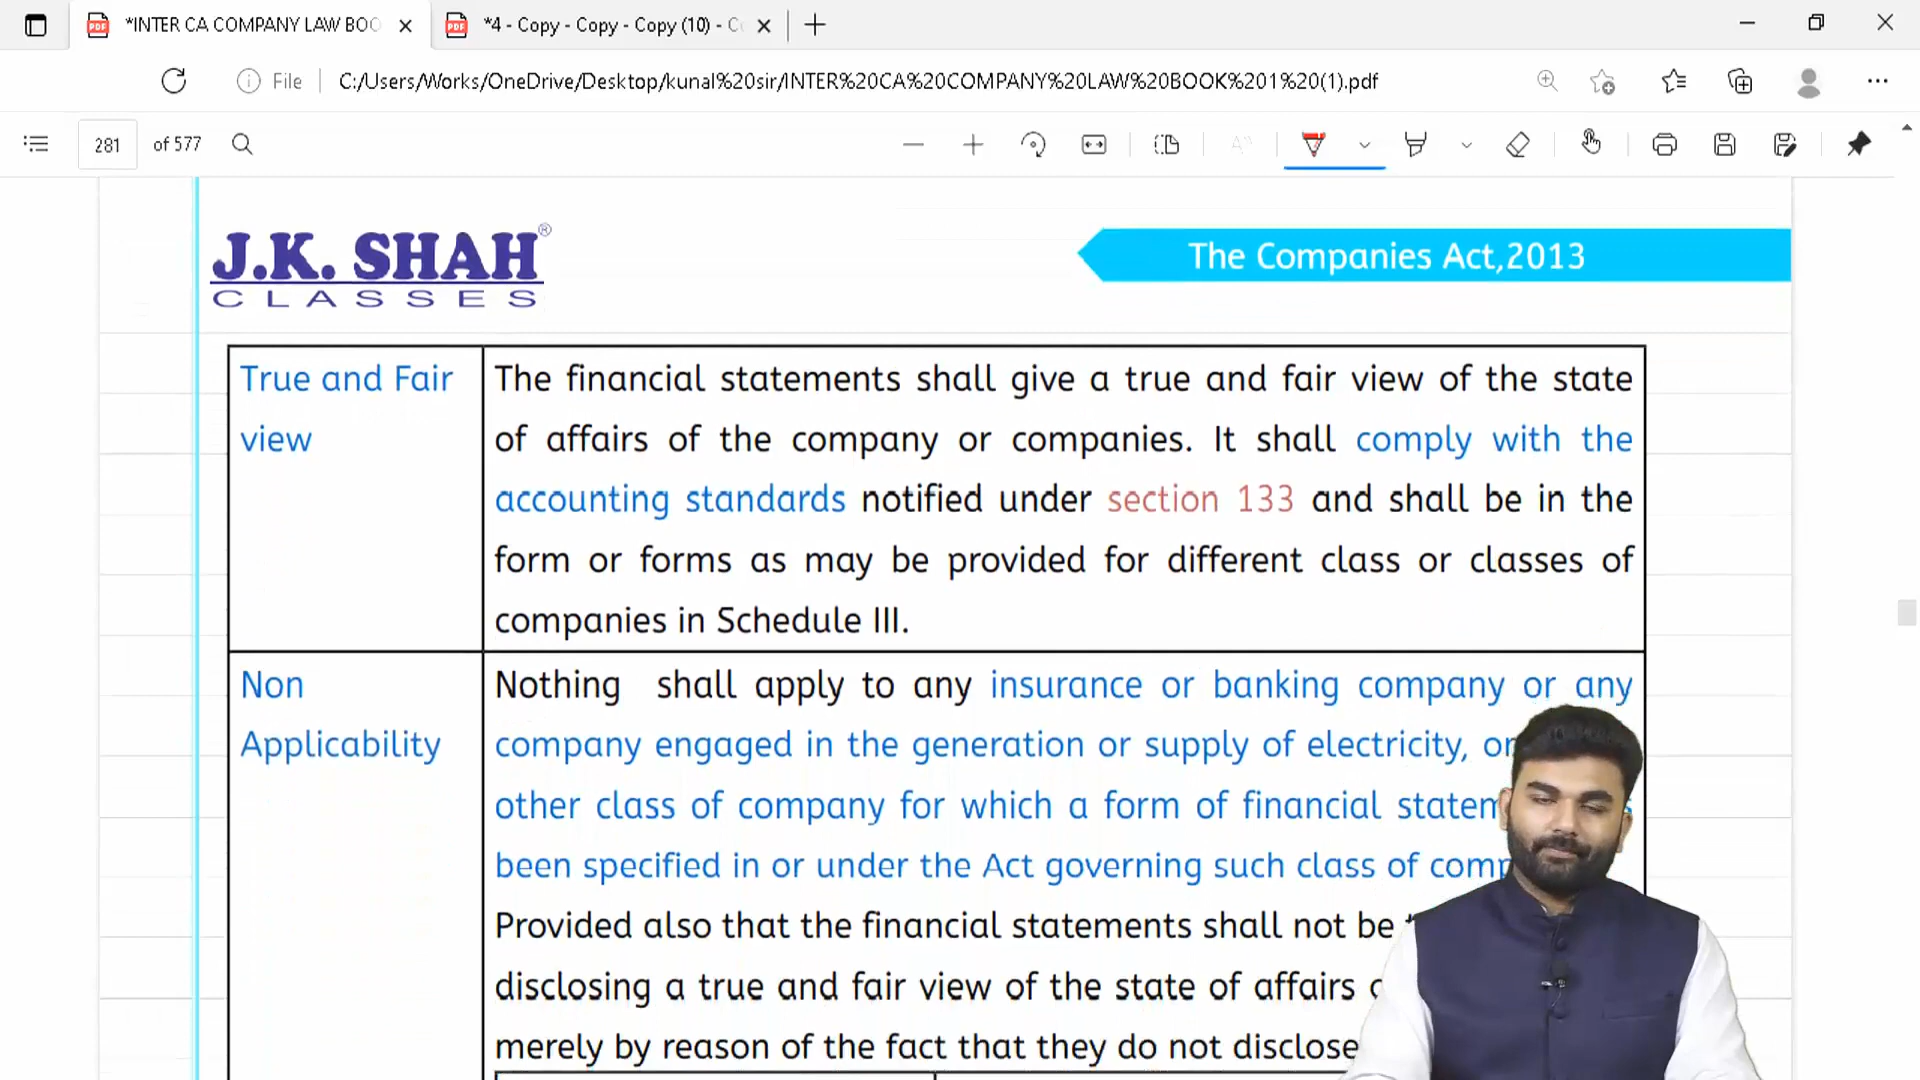 *INTER CA COMPANY LAW BOO
*4 - Copy - Copy - Copy (10) - C
File
C:/Users/Works/OneDrive/Desktop/kunal%20sir/INTER%20CA%20COMPANY%20LAW%20BOOK%201%20(1).pdf
281 of 577
J.K. SHAH®
CLASSES
The Companies Act,2013
True and Fair
view
The financial statements shall give a true and fair view of the state
of affairs of the company or companies. It shall comply with the
accounting standards notified under section 133 and shall be in the
form or forms as may be provided for different class or classes of
companies in Schedule III.
Non
Applicability
Nothing shall apply to any insurance or banking company or any
company engaged in the generation or supply of electricity, or
other class of company for which a form of financial
been specified in or under the Act governing such class of
Provided also that the financial statements shall not be
disclosing a true and fair view of the state of affairs
merely by reason of the fact that they do not disclose